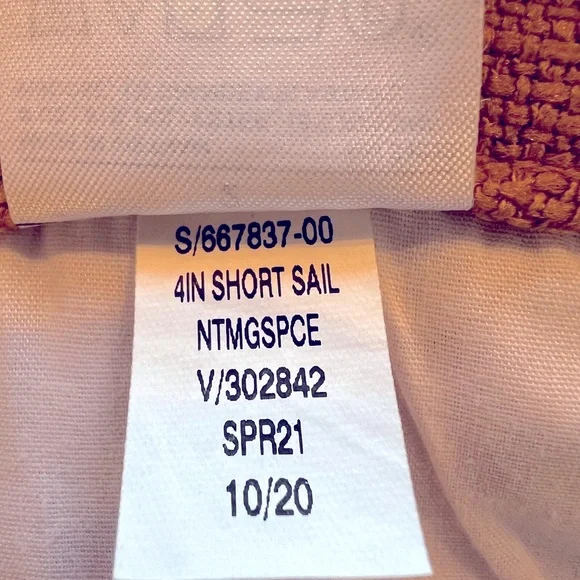 S/667837-00
4IN SHORT SAIL
NTMGSPCE
V/302842
SPR21
10/20